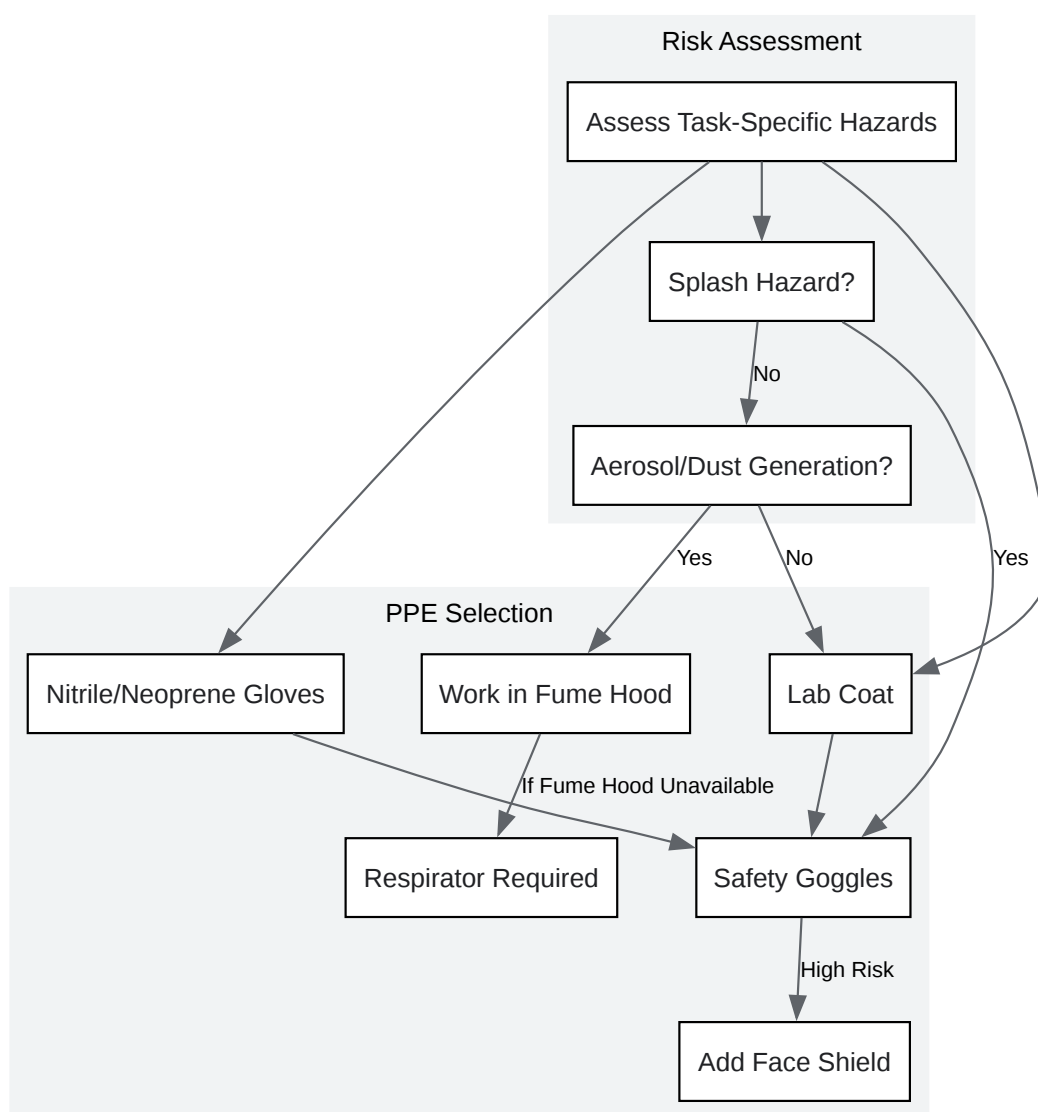 Risk Assessment
Assess Task-Specific Hazards
Splash Hazard?
No
Aerosol/Dust Generation?
Yes
No
Yes
PPE Selection
Nitrile/Neoprene Gloves
Work in Fume Hood
Lab Coat
If Fume Hood Unavailable
Respirator Required
Safety Goggles
High Risk
Add Face Shield